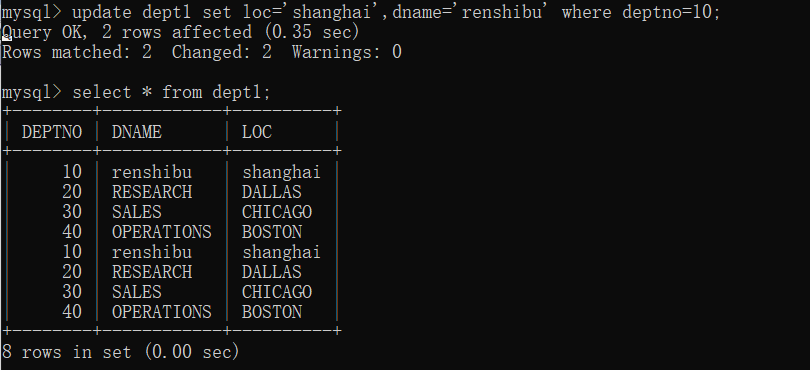 mysql> update dept1 set loc='shanghai',dname='renshibu' where deptno=10;
Query OK, 2 rows affected (0.35 sec)
Rows matched: 2  Changed: 2  Warnings: 0
mysql> select * from dept1;
+--------+------------+----------+
| DEPTNO | DNAME      | LOC      |
+--------+------------+----------+
|     10 | renshibu   | shanghai |
|     20 | RESEARCH   | DALLAS   |
|     30 | SALES      | CHICAGO  |
|     40 | OPERATIONS | BOSTON   |
|     10 | renshibu   | shanghai |
|     20 | RESEARCH   | DALLAS   |
|     30 | SALES      | CHICAGO  |
|     40 | OPERATIONS | BOSTON   |
+--------+------------+----------+
8 rows in set (0.00 sec)